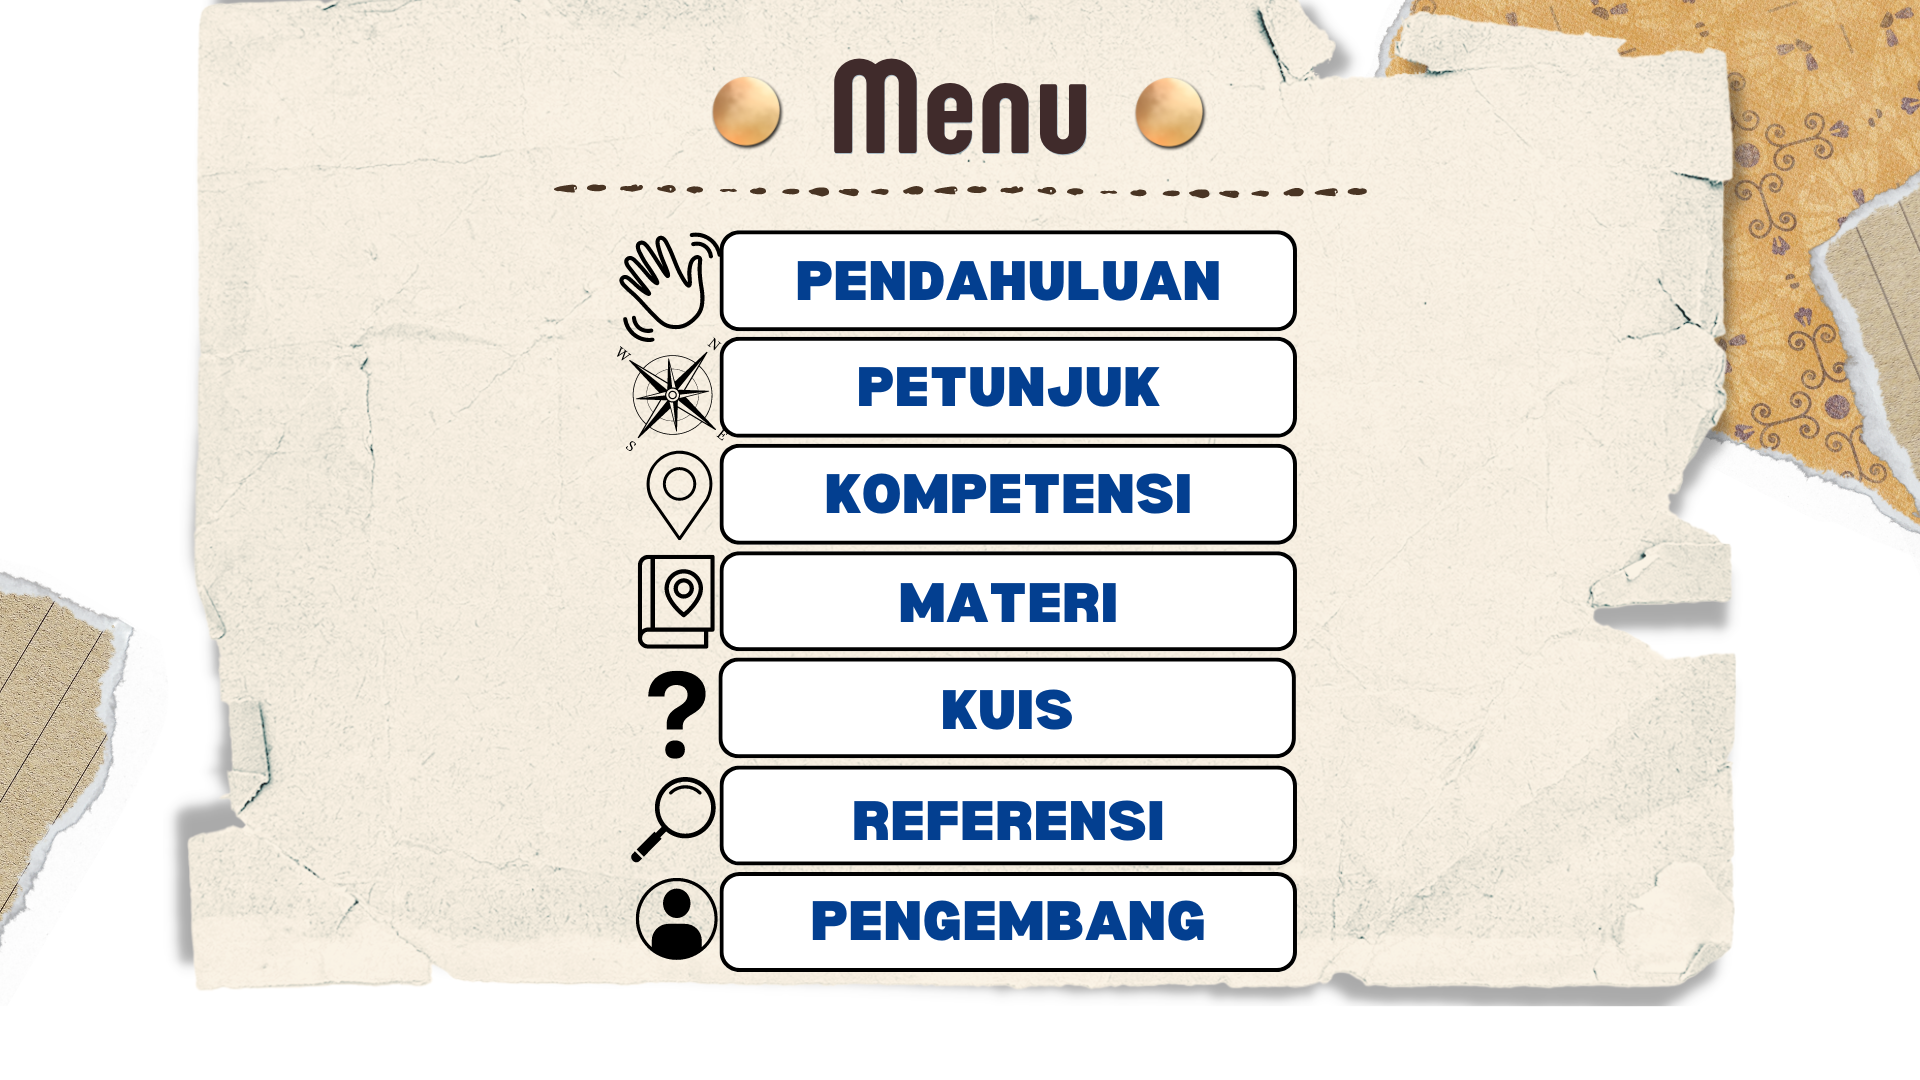 Menu
PENDAHULUAN
N
W
PETUNJUK
S
E
KOMPETENSI
MATERI
?
KUIS
REFERENSI
PENGEMBANG